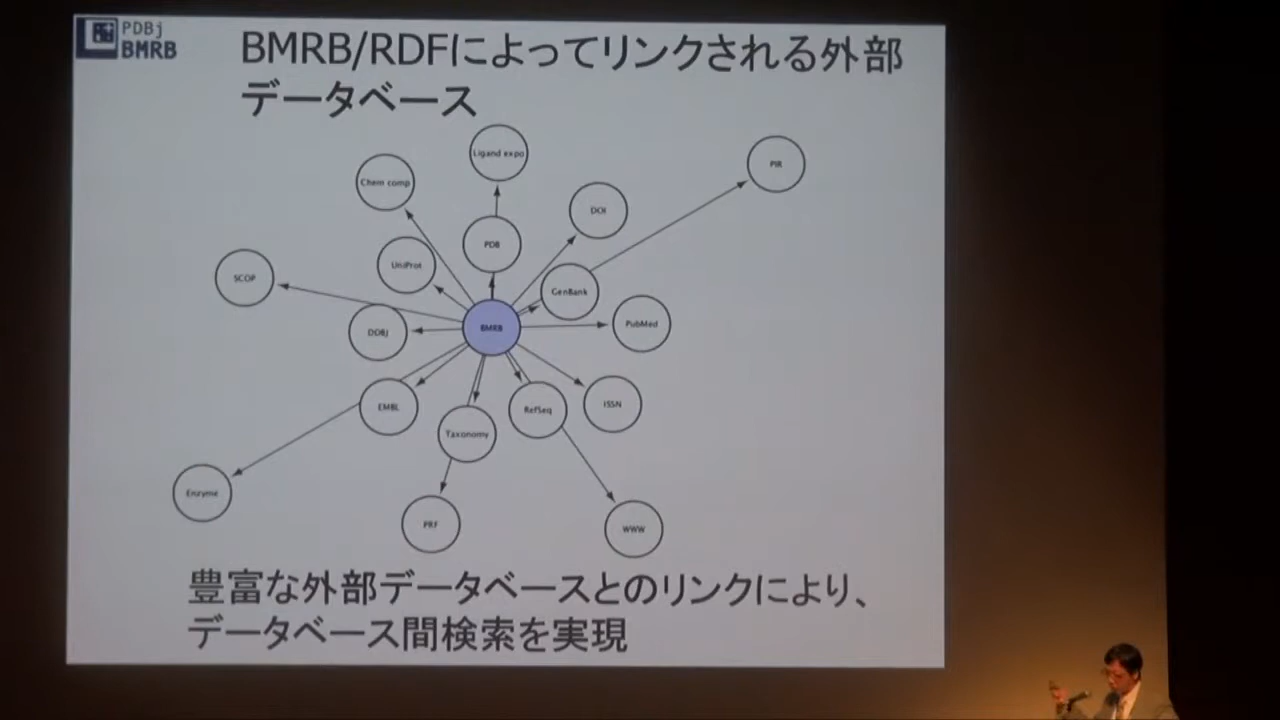 PDBj
BMRB
BMRB/RDFによってリンクされる外部
データベース
Ligand expo
PIR
Chem comp
DOI
PDB
UniProt
SCOP
GenBank
PubMed
BMRB
DDBJ
ISSN
EMBL
RefSeq
Taxonomy
Enzyme
PRF
WWW
豊富な外部データベースとのリンクにより、
データベース間検索を実現